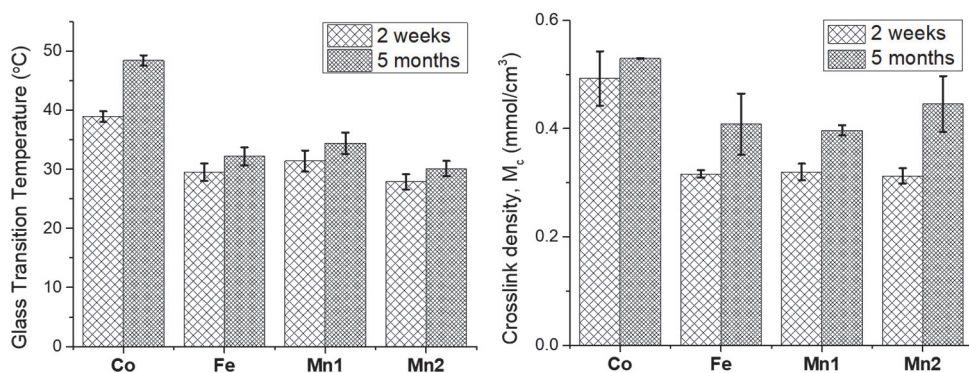 Glass Transition Temperature (°C)
50
40
30
20
10
0
2 weeks
5 months
Co Fe Mn1 Mn2
Crosslink density, Mc (mmol/cm³)
0.6
0.4
0.2
0.0
2 weeks
5 months
Co Fe Mn1 Mn2